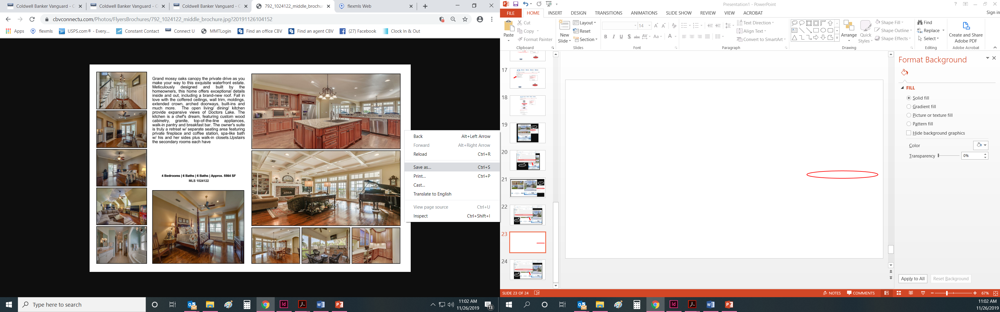 Coldwell Banker Vanguard - C
Coldwell Banker Vanguard - C
Coldwell Banker Vanguard - C
792_1024122_middle_brochur
flexmls Web
cbvconnectu.com/Photos/FlyersBrochures/792_1024122_middle_brochure.jpg?20191126104152
Apps
flexmls
USPS.com® - Every...
Constant Contact
Connect U
MMTLogin
Find an office CBV
Find an agent CBV
(27) Facebook
Clock In & Out
Grand mossy oaks canopy the private drive as you
make your way to this exquisite waterfront estate.
Meticulously designed and built by the
homeowners, this home offers exceptional details
inside and out, including a brand-new roof. Fall in
love with the coffered ceilings, wall trim, moldings,
extended crown, arched doorways, built-ins and
much more. The open living/ dining/ kitchen
provide expansive views of Doctors Lake. The
kitchen is a chef's dream, featuring custom wood
cabinetry, granite, top-of-the-line appliances,
walk-in pantry and breakfast bar. The owner's suite
is truly a retreat w/ separate seating area featuring
private fireplace and coffee station, spa-like bath
w/ his and her sides plus walk-in closets.Upstairs
the secondary rooms each have
4 Bedrooms | 6 Baths | 6 Baths | Approx. 5564 SF
MLS 1024122
Back Alt+Left Arrow
Forward Alt+Right Arrow
Reload Ctrl+R
Save as... Ctrl+S
Print... Ctrl+P
Cast...
Translate to English
View page source Ctrl+U
Inspect Ctrl+Shift+I
Type here to search
11:02 AM
11/26/2019
13
Presentation1 - PowerPoint
FILE HOME INSERT DESIGN TRANSITIONS ANIMATIONS SLIDE SHOW REVIEW VIEW ACROBAT
Sign in
Paste
Cut
Copy
Format Painter
Clipboard
New
Slide
Layout
Reset
Section
Slides
14
B I U S abc AV Aa A
Font
Text Direction
Align Text
Convert to SmartArt
Paragraph
Arrange
Quick
Styles
Shape Fill
Shape Outline
Shape Effects
Drawing
Find
Replace
Select
Editing
Create and Share
Adobe PDF
Adobe Acrobat
17
18
19
20
21
22
23
24
Format Background
FILL
Solid fill
Gradient fill
Picture or texture fill
Pattern fill
Hide background graphics
Color
Transparency 0%
Apply to All
Reset Background
SLIDE 23 OF 24
NOTES
COMMENTS
67%
11:02 AM
11/26/2019